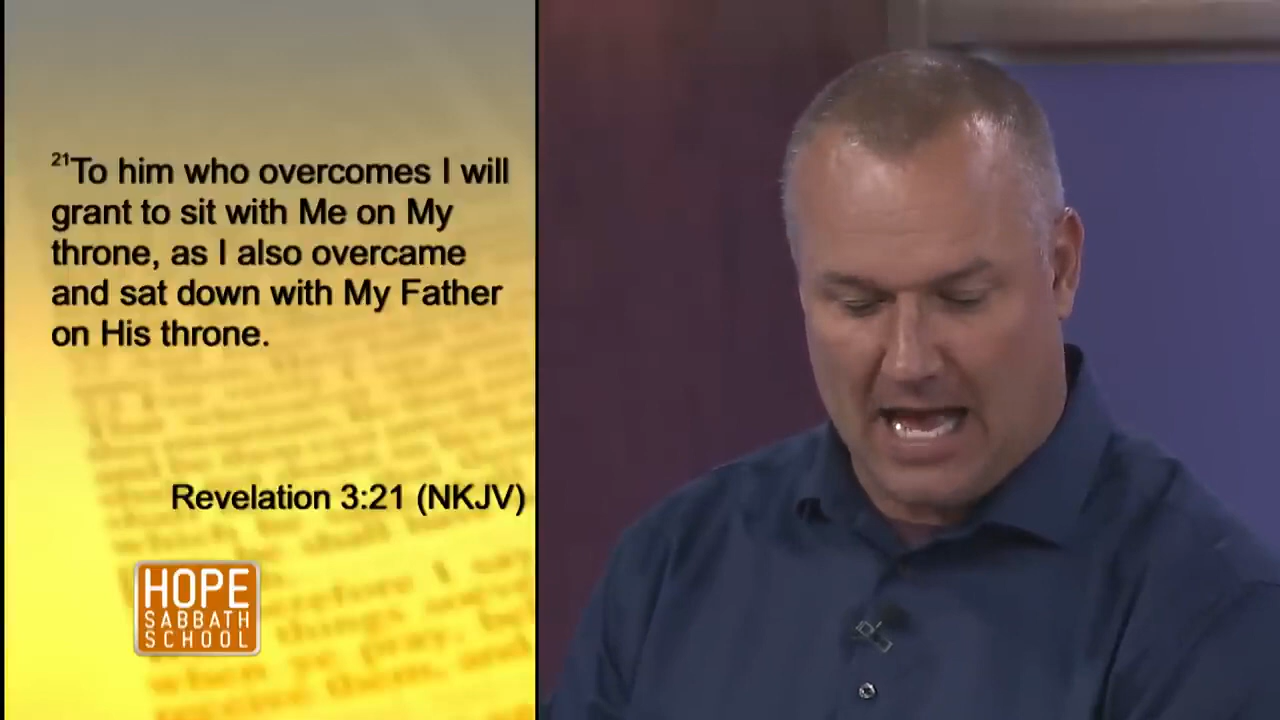 ²¹To him who overcomes I will
grant to sit with Me on My
throne, as I also overcame
and sat down with My Father
on His throne.
Revelation 3:21 (NKJV)
HOPE
SABBATH
SCHOOL